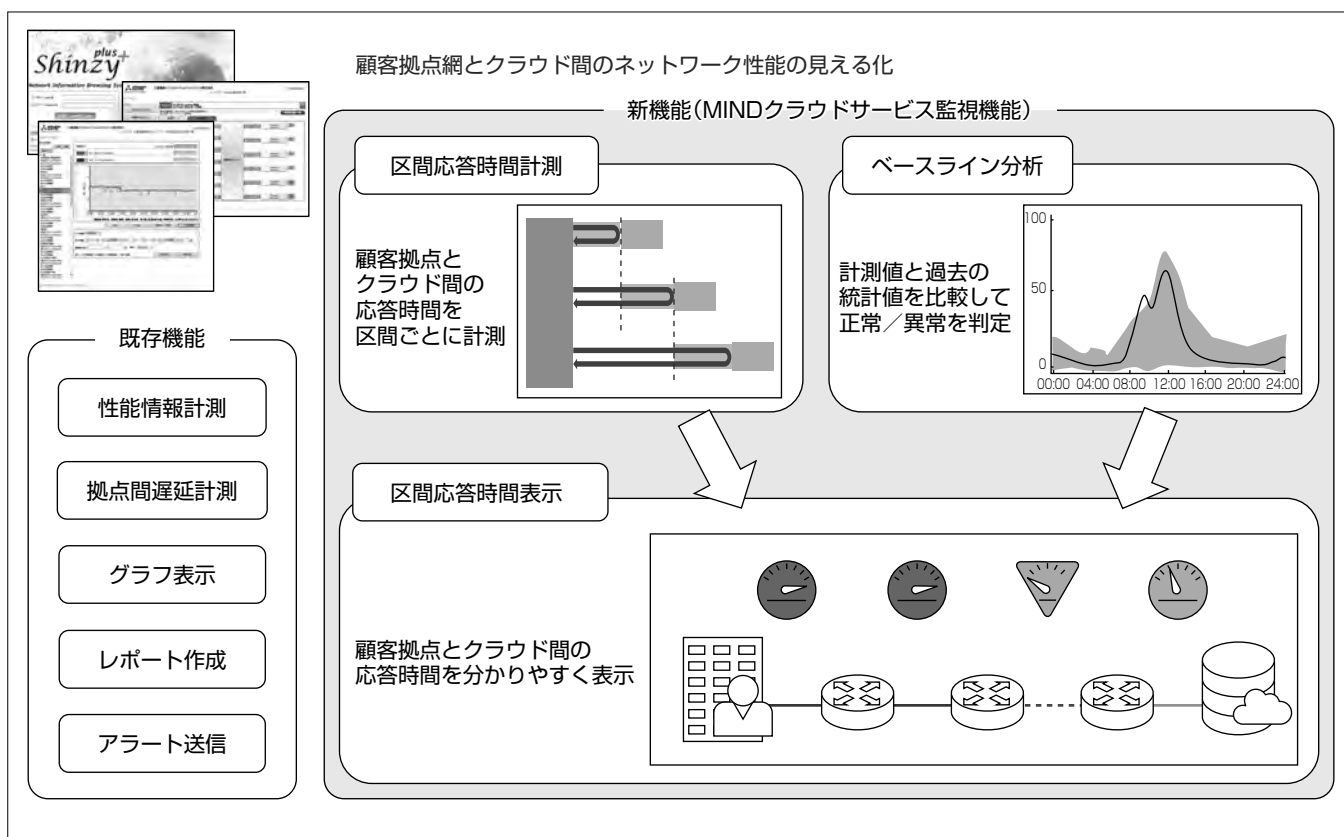 plus
Shinzy+
Network Information Browsing
顧客拠点網とクラウド間のネットワーク性能の見える化
新機能(MINDクラウドサービス監視機能)
区間応答時間計測
顧客拠点と
クラウド間の
応答時間を
区間ごとに計測
ベースライン分析
計測値と過去の
統計値を比較して
正常/異常を判定
100
50
0
00:00 04:00 08:00 12:00 16:00 20:00 24:00
既存機能
性能情報計測
拠点間遅延計測
グラフ表示
レポート作成
アラート送信
区間応答時間表示
顧客拠点とクラウド間の
応答時間を分かりやすく表示